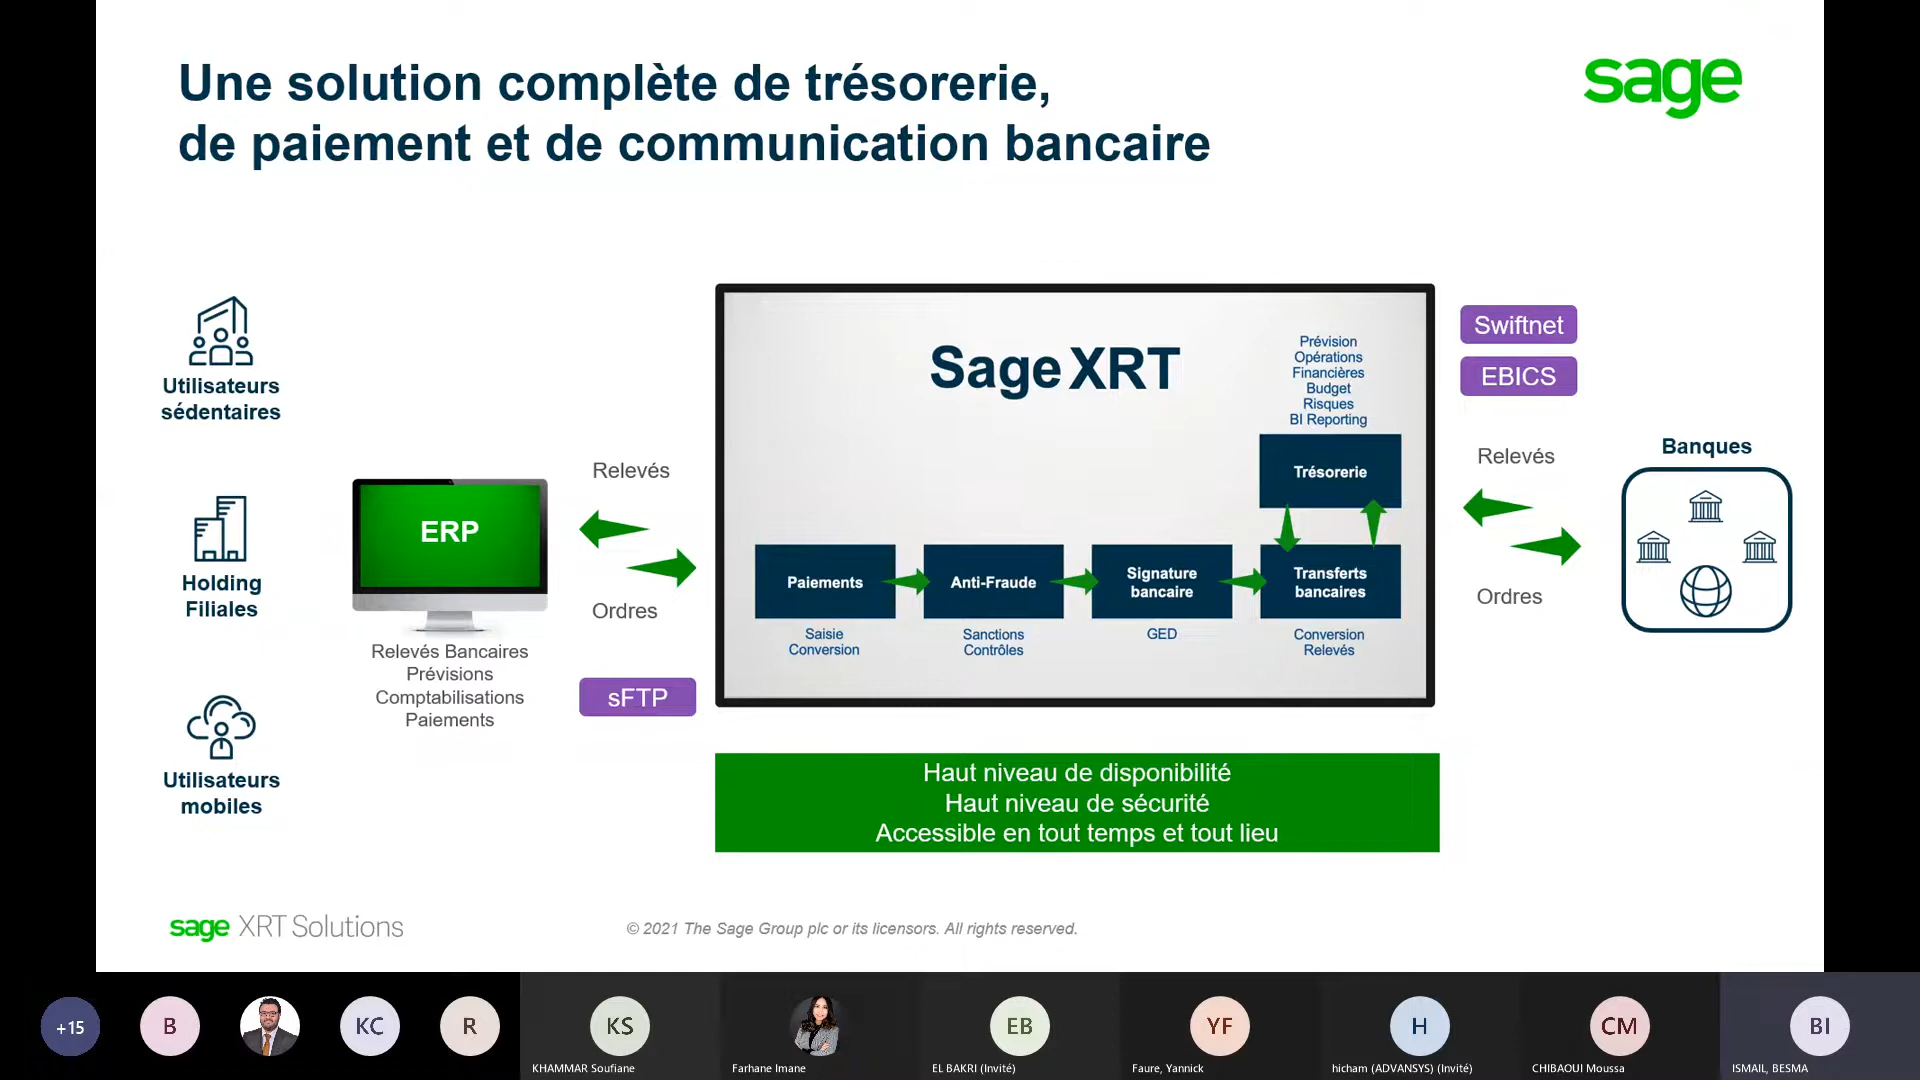 Une solution complète de trésorerie,
de paiement et de communication bancaire
sage
Utilisateurs
sédentaires
Holding
Filiales
Utilisateurs
mobiles
ERP
Relevés Bancaires
Prévisions
Comptabilisations
Paiements
Relevés
Ordres
sFTP
Sage XRT
Prévision
Opérations
Financières
Budget
Risques
BI Reporting
Trésorerie
Paiements
Saisie
Conversion
Anti-Fraude
Sanctions
Contrôles
Signature
bancaire
GED
Transferts
bancaires
Conversion
Relevés
Swiftnet
EBICS
Relevés
Ordres
Banques
Haut niveau de disponibilité
Haut niveau de sécurité
Accessible en tout temps et tout lieu
sage XRT Solutions
© 2021 The Sage Group plc or its licensors. All rights reserved.
+15
B
KC
R
KS
KHAMMAR Soufiane
Farhane Imane
EB
EL BAKRI (Invité)
YF
Faure, Yannick
H
hicham (ADVANSYS) (Invité)
CM
CHIBAOUI Moussa
BI
ISMAIL, BESMA